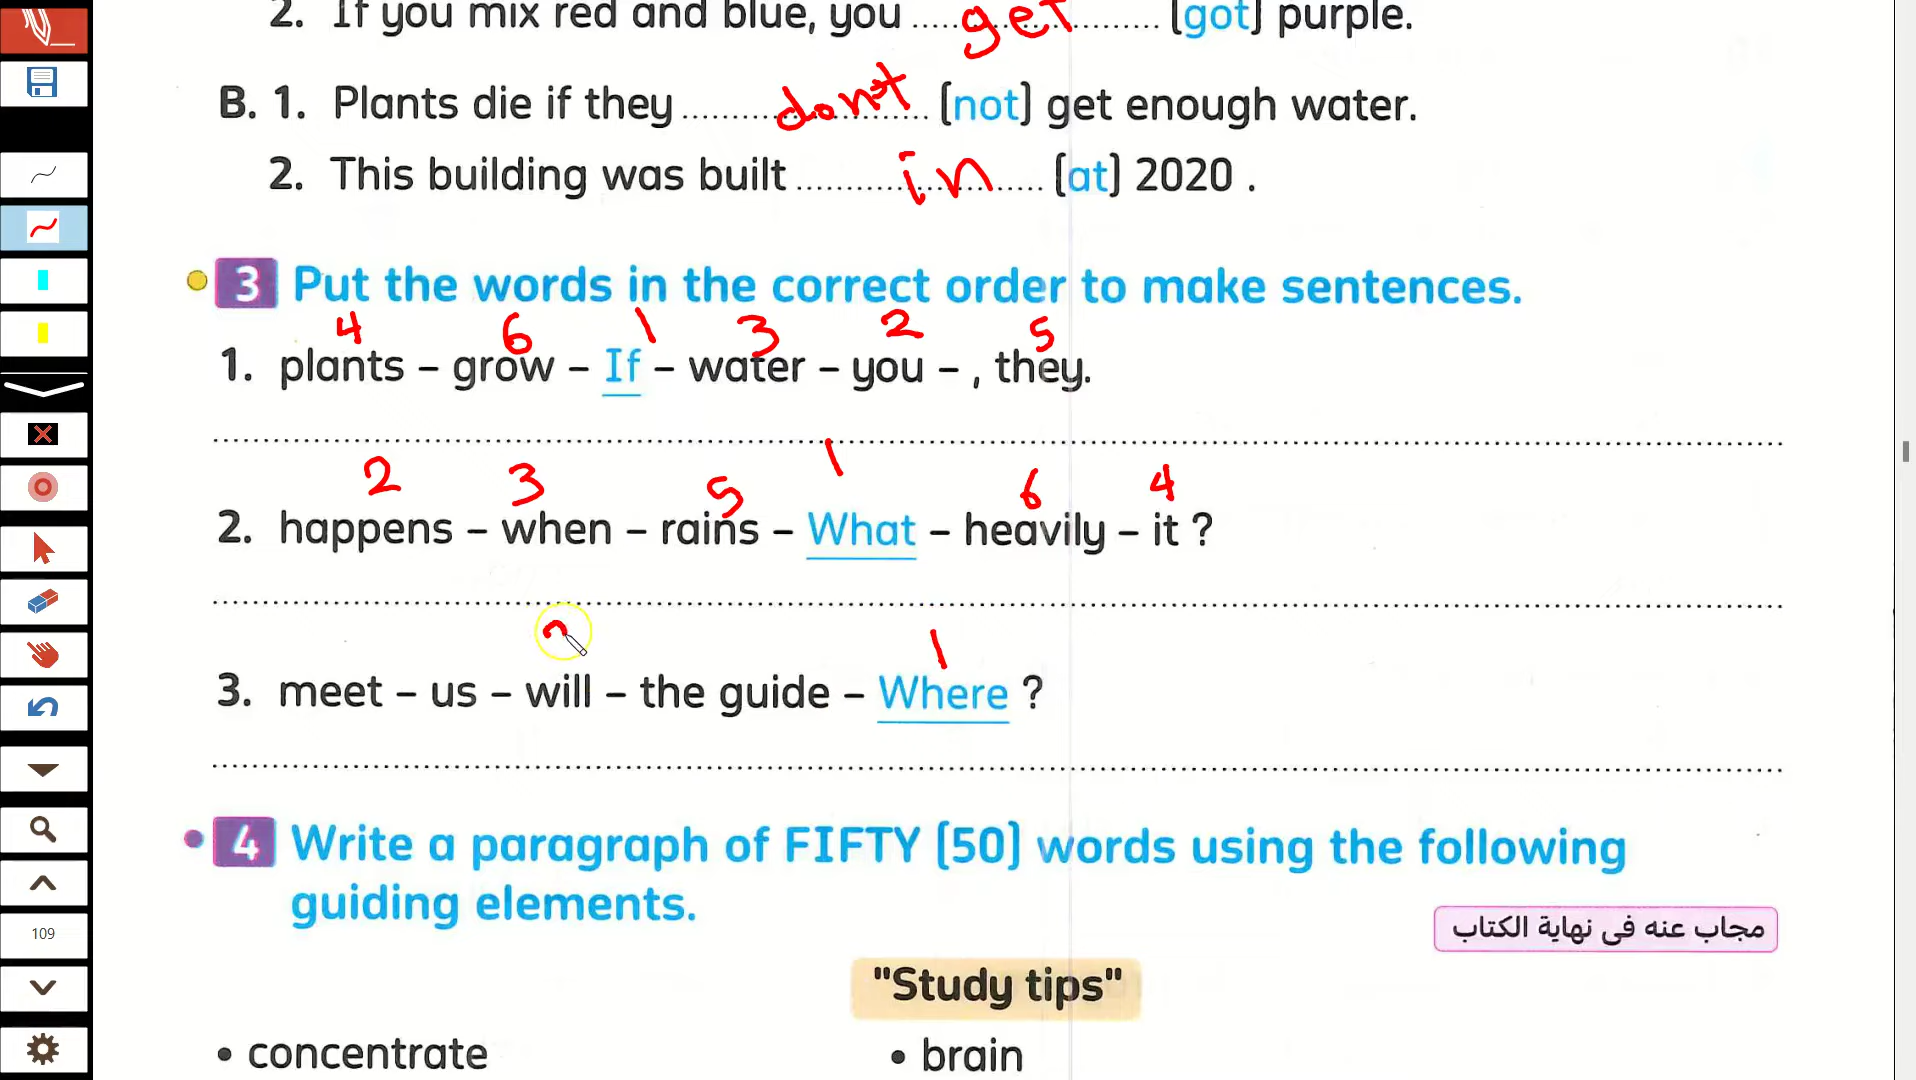 2. If you mix red and blue, you .... get .... (got) purple.
B. 1. Plants die if they .... don't .... (not) get enough water.
2. This building was built .... in .... (at) 2020 .
3 Put the words in the correct order to make sentences.
4 6 1 3 2 5
1. plants – grow – If – water – you – , they.
2 3 5 1 6 4
2. happens – when – rains – What – heavily – it ?
1
3. meet – us – will – the guide – Where ?
4 Write a paragraph of FIFTY (50) words using the following
guiding elements.
مجاب عنه فى نهاية الكتاب
"Study tips"
• concentrate • brain
109